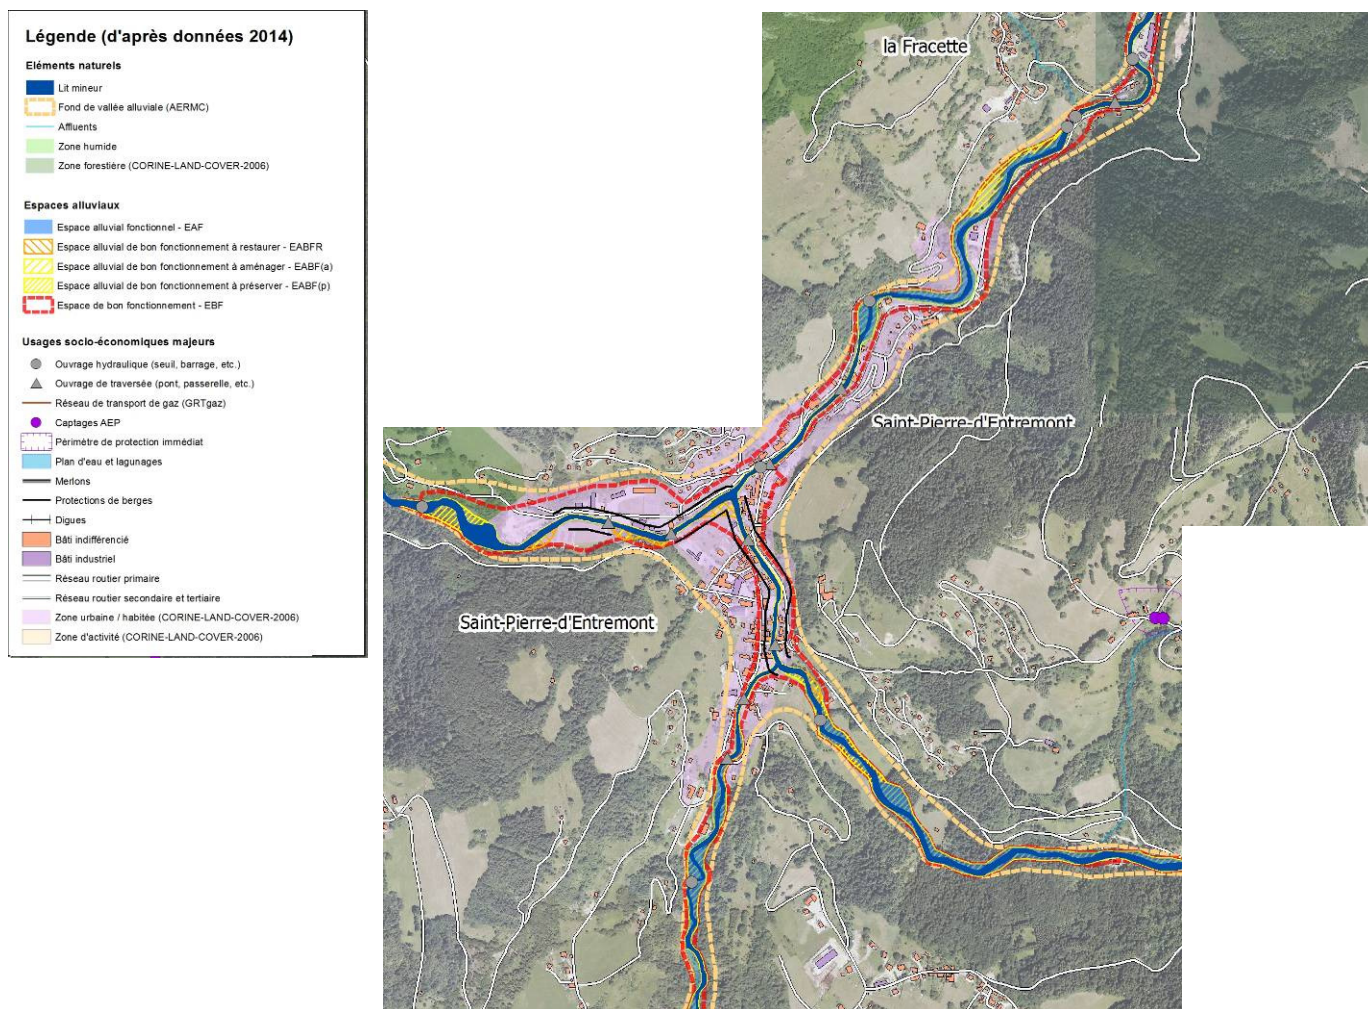 Légende (d'après données 2014)
Eléments naturels
Lit mineur
Fond de vallée alluviale (AERMC)
Affluents
Zone humide
Zone forestière (CORINE-LAND-COVER-2006)
Espaces alluviaux
Espace alluvial fonctionnel - EAF
Espace alluvial de bon fonctionnement à restaurer - EABFR
Espace alluvial de bon fonctionnement à aménager - EABF(a)
Espace alluvial de bon fonctionnement à préserver - EABF(p)
Espace de bon fonctionnement - EBF
Usages socio-économiques majeurs
Ouvrage hydraulique (seuil, barrage, etc.)
Ouvrage de traversée (pont, passerelle, etc.)
Réseau de transport de gaz (GRTgaz)
Captages AEP
Périmètre de protection immédiat
Plan d'eau et lagunages
Merlons
Protections de berges
Digues
Bâti indifférencié
Bâti industriel
Réseau routier primaire
Réseau routier secondaire et tertiaire
Zone urbaine / habitée (CORINE-LAND-COVER-2006)
Zone d'activité (CORINE-LAND-COVER-2006)
la Fracette
Saint-Pierre-d'Entremont
Saint-Pierre-d'Entremont